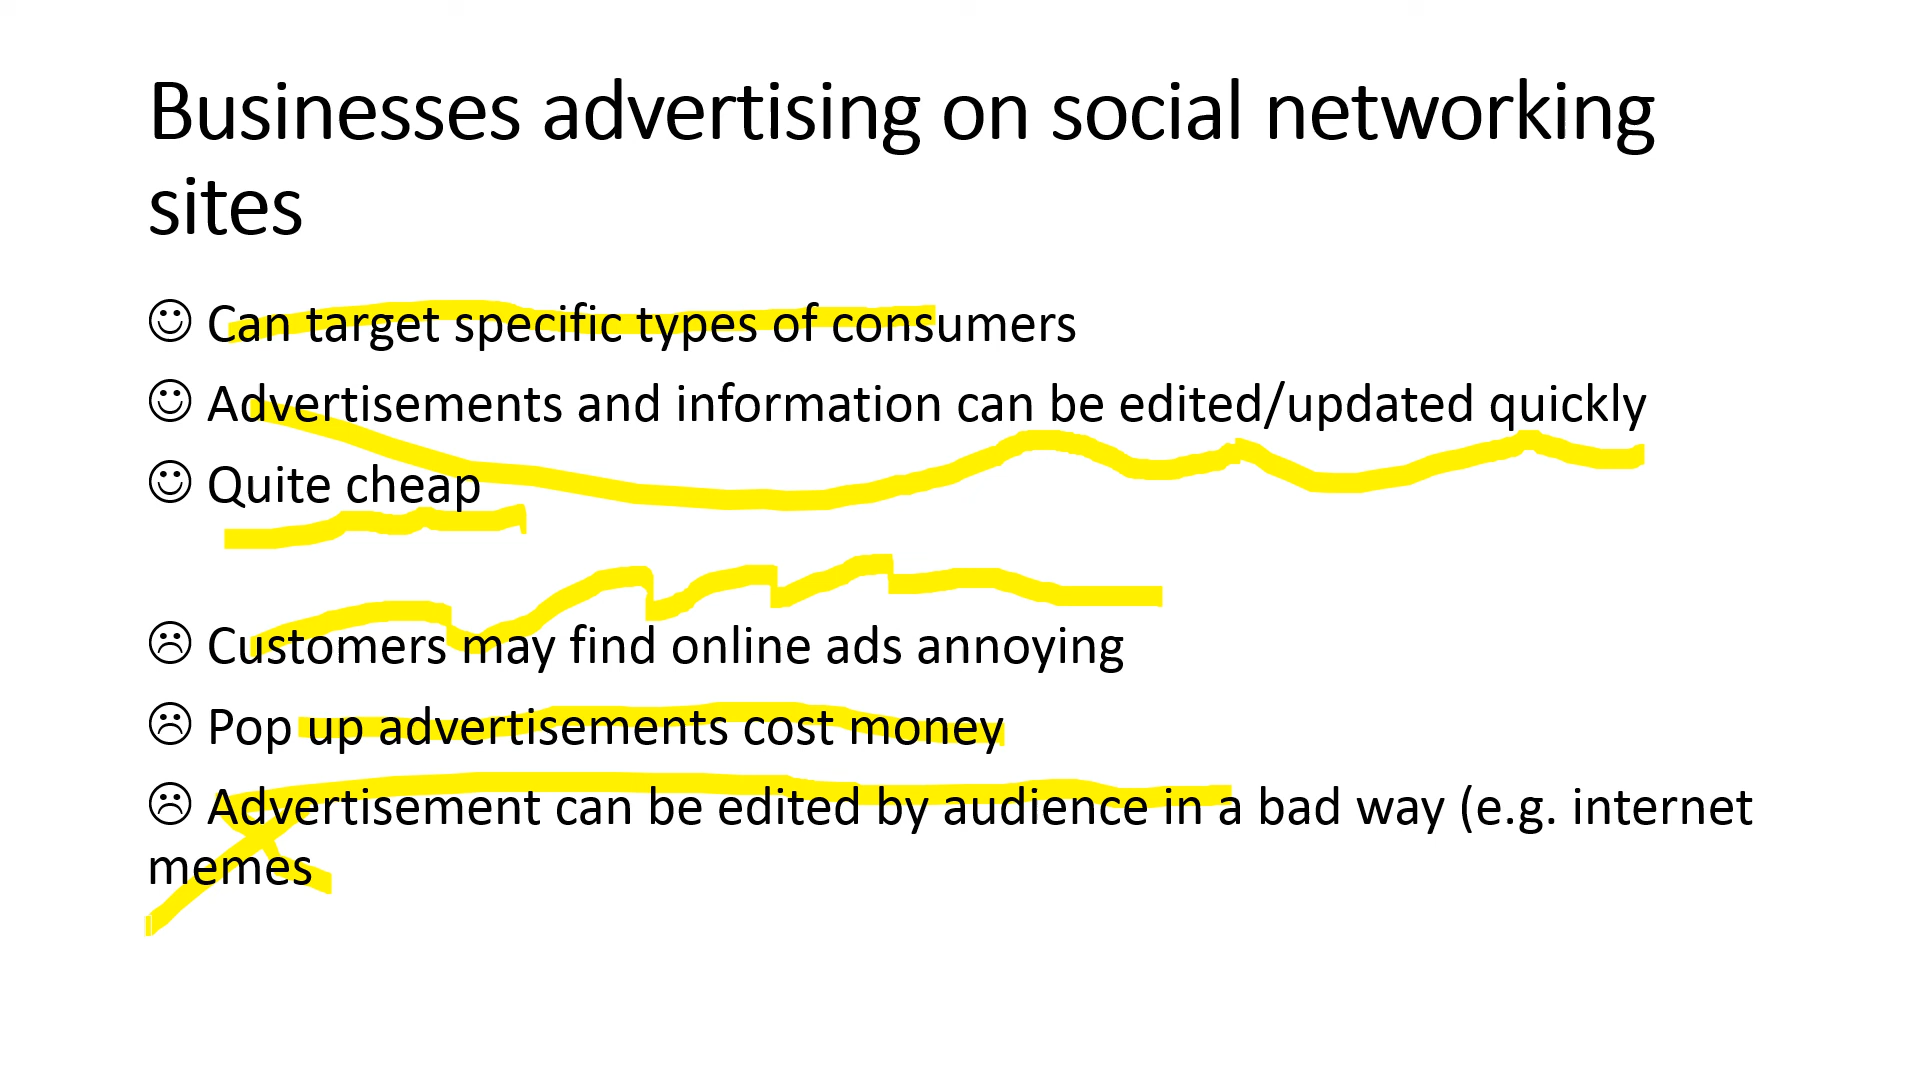 Businesses advertising on social networking
sites
☺ Can target specific types of consumers
☺ Advertisements and information can be edited/updated quickly
☺ Quite cheap
☹ Customers may find online ads annoying
☹ Pop up advertisements cost money
☹ Advertisement can be edited by audience in a bad way (e.g. internet
memes